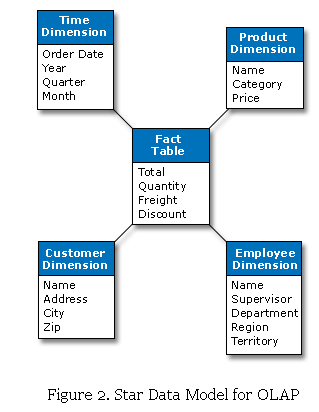 Time
Dimension
Order Date
Year
Quarter
Month
Product
Dimension
Name
Category
Price
Fact
Table
Total
Quantity
Freight
Discount
Customer
Dimension
Name
Address
City
Zip
Employee
Dimension
Name
Supervisor
Department
Region
Territory
Figure 2. Star Data Model for OLAP